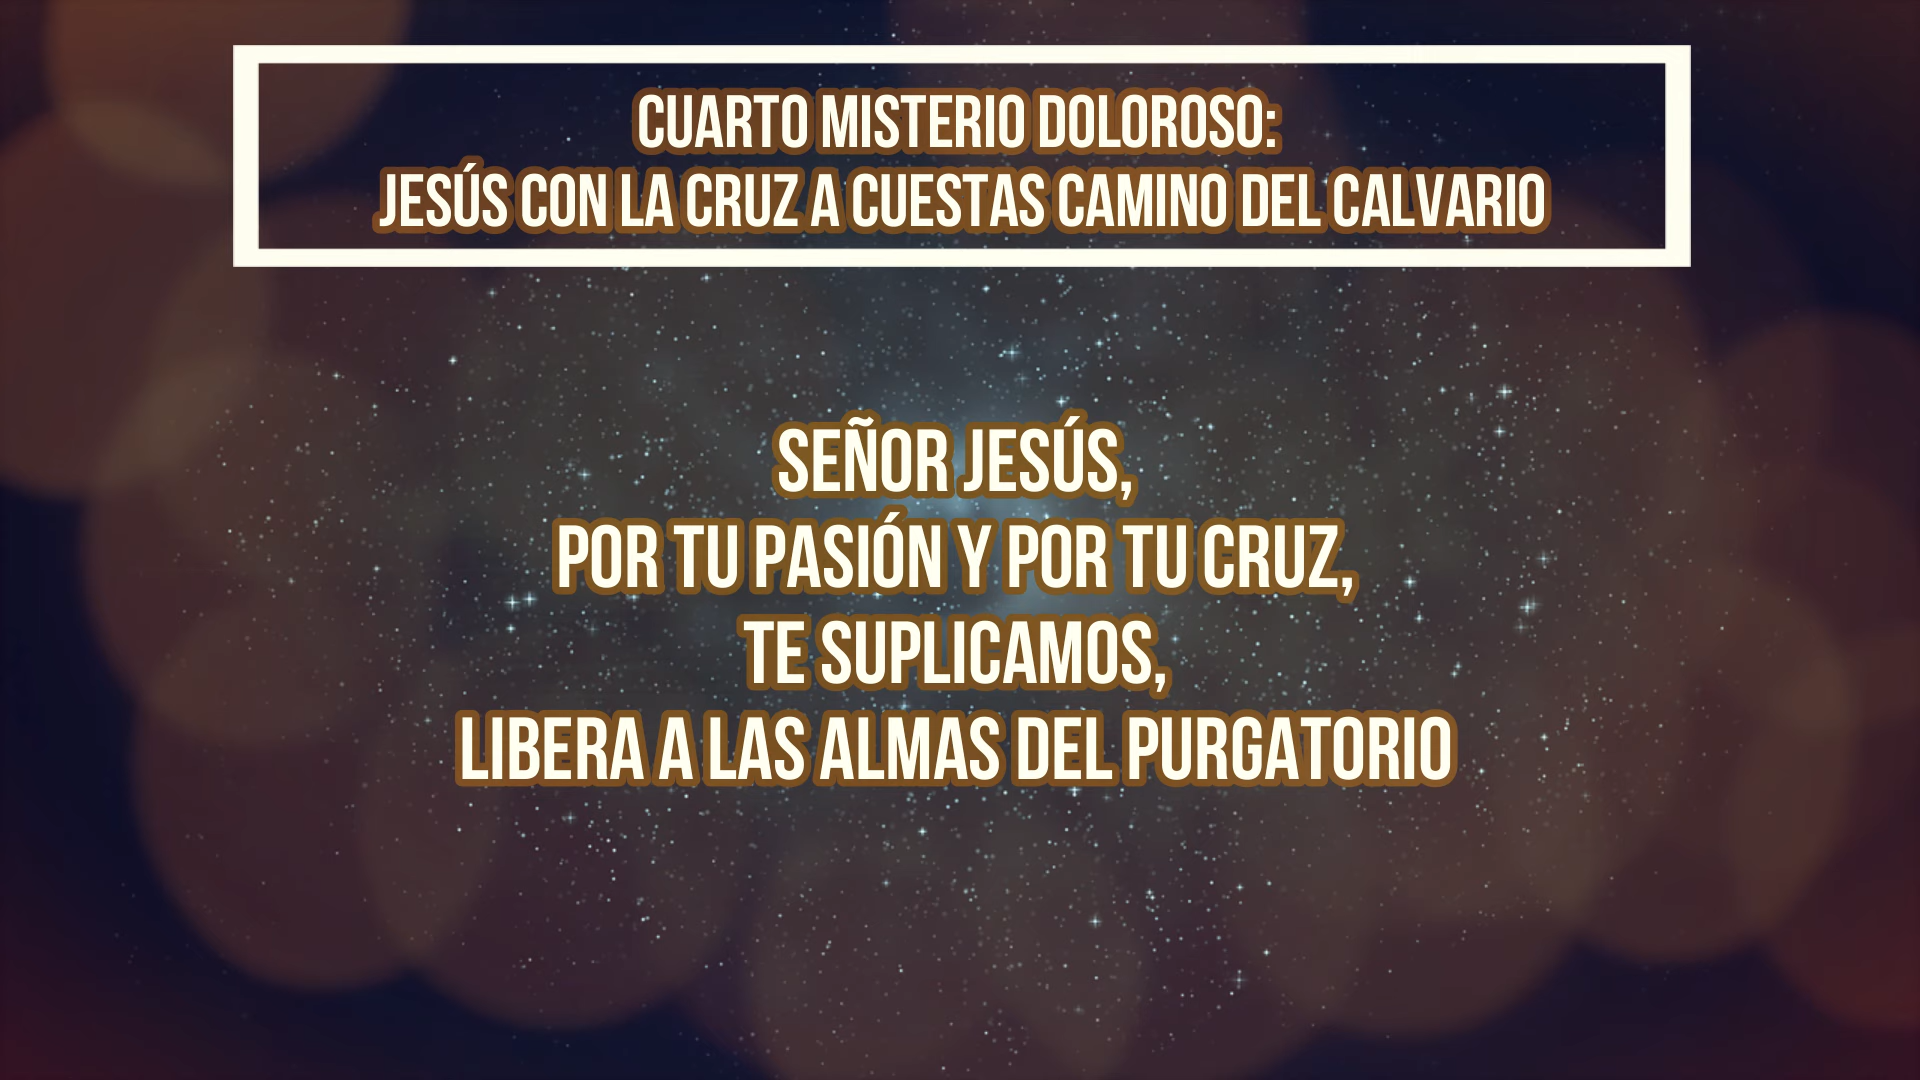 CUARTO MISTERIO DOLOROSO:
JESÚS CON LA CRUZ A CUESTAS CAMINO DEL CALVARIO
SEÑOR JESÚS,
POR TU PASIÓN Y POR TU CRUZ,
TE SUPLICAMOS,
LIBERA A LAS ALMAS DEL PURGATORIO